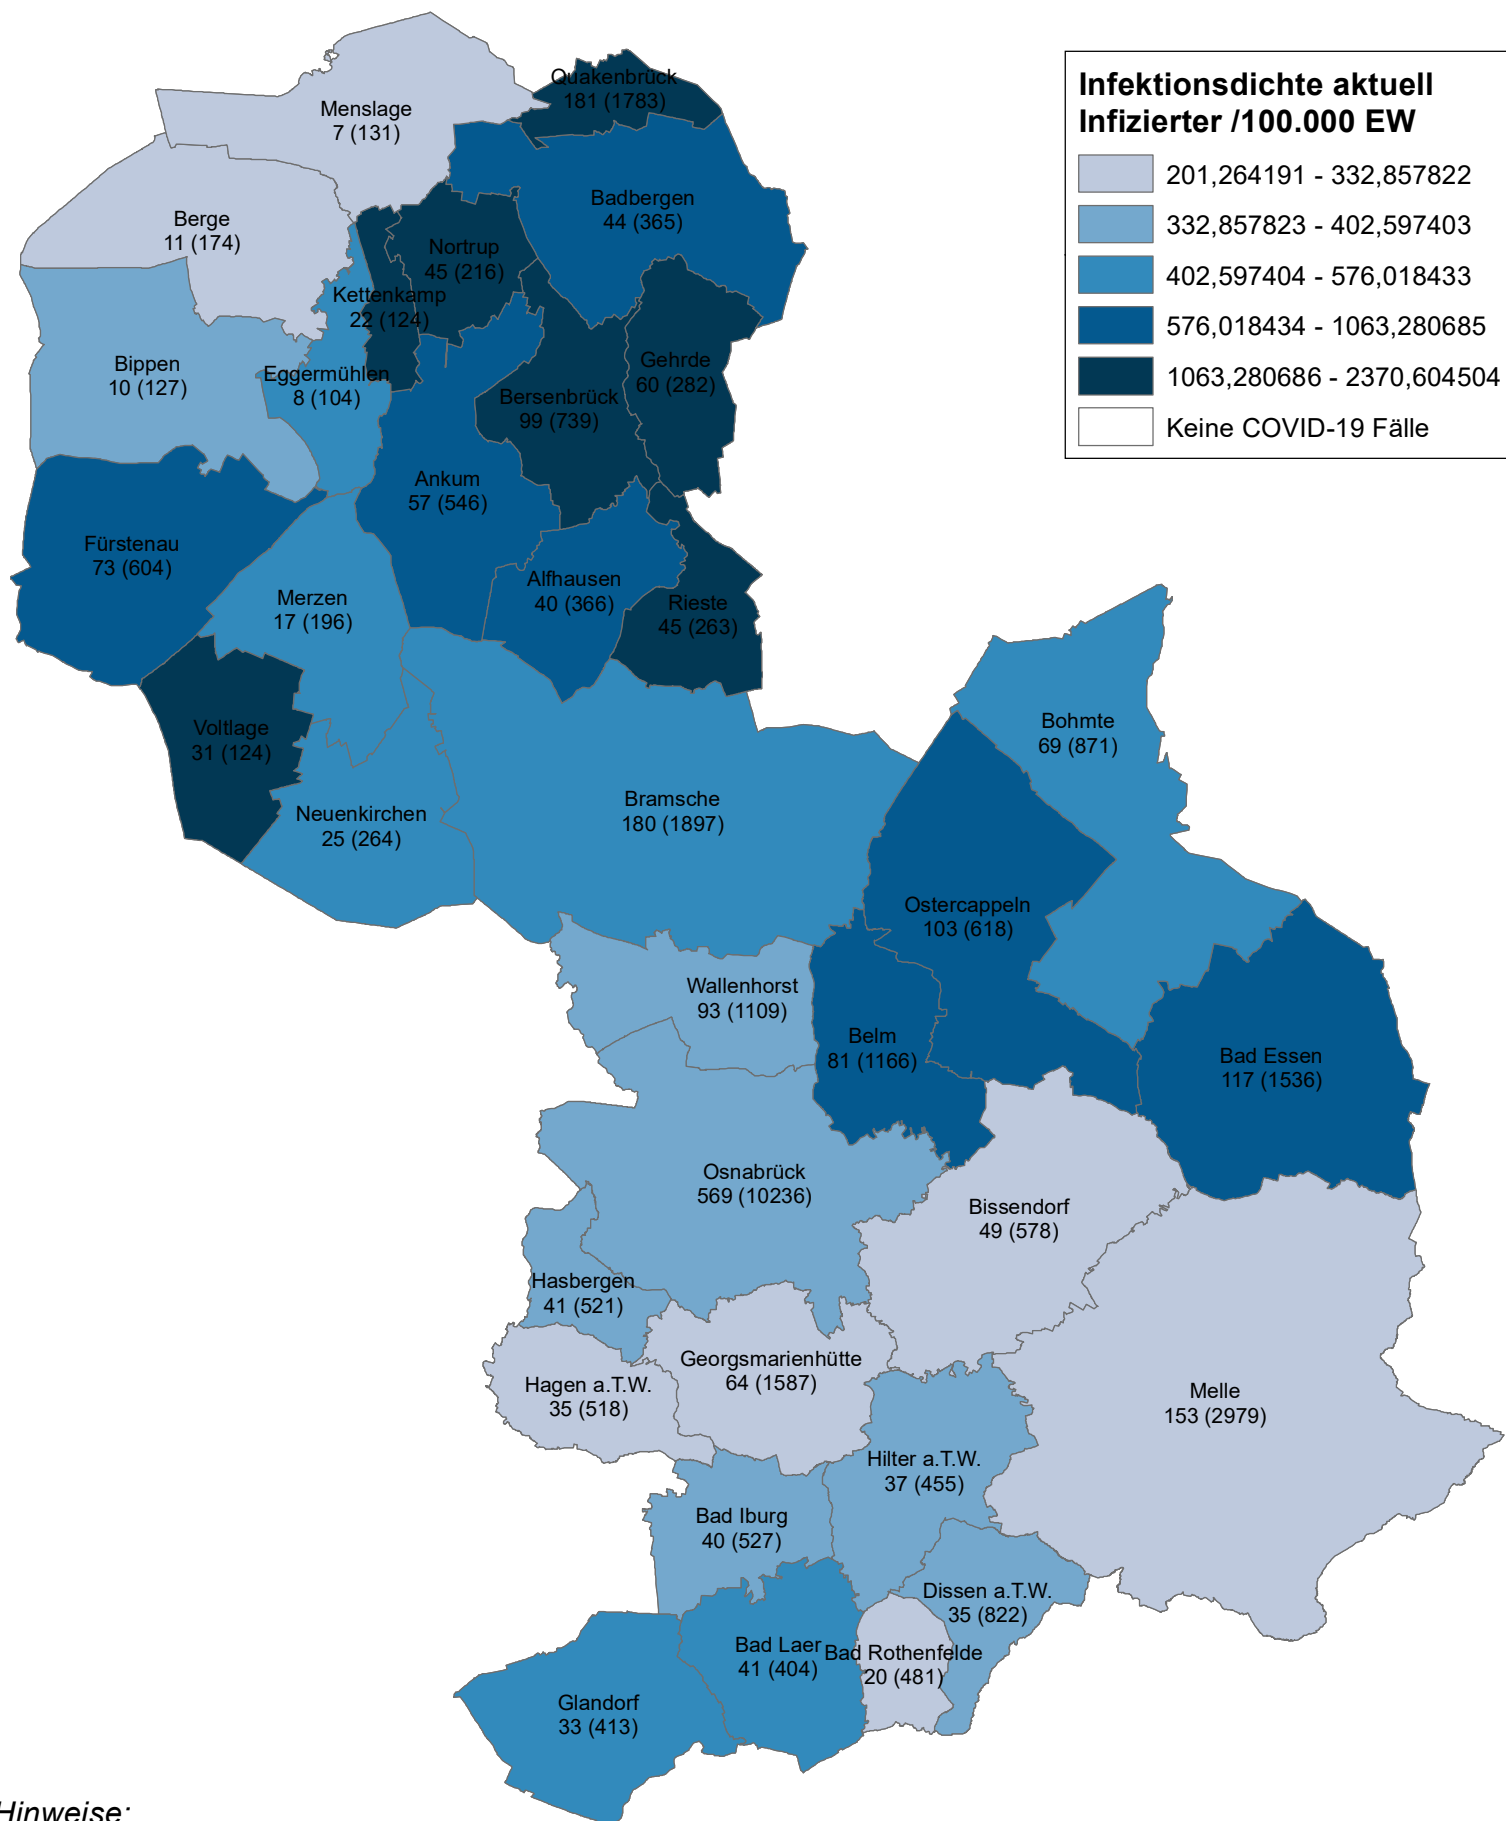 Infektionsdichte aktuell
Infizierter /100.000 EW
201,264191 - 332,857822
332,857823 - 402,597403
402,597404 - 576,018433
576,018434 - 1063,280685
1063,280686 - 2370,604504
Keine COVID-19 Fälle
Quakenbrück
181 (1783)
Menslage
7 (131)
Badbergen
44 (365)
Berge
11 (174)
Nortrup
45 (216)
Kettenkamp
22 (124)
Bippen
10 (127)
Eggermühlen
8 (104)
Gehrde
60 (282)
Bersenbrück
99 (739)
Ankum
57 (546)
Fürstenau
73 (604)
Alfhausen
40 (366)
Merzen
17 (196)
Rieste
45 (263)
Voltlage
31 (124)
Bohmte
69 (871)
Neuenkirchen
25 (264)
Bramsche
180 (1897)
Ostercappeln
103 (618)
Wallenhorst
93 (1109)
Belm
81 (1166)
Bad Essen
117 (1536)
Osnabrück
569 (10236)
Bissendorf
49 (578)
Hasbergen
41 (521)
Georgsmarienhütte
64 (1587)
Hagen a.T.W.
35 (518)
Melle
153 (2979)
Hilter a.T.W.
37 (455)
Bad Iburg
40 (527)
Dissen a.T.W.
35 (822)
Bad Laer
41 (404)
Bad Rothenfelde
20 (481)
Glandorf
33 (413)
Hinweise: